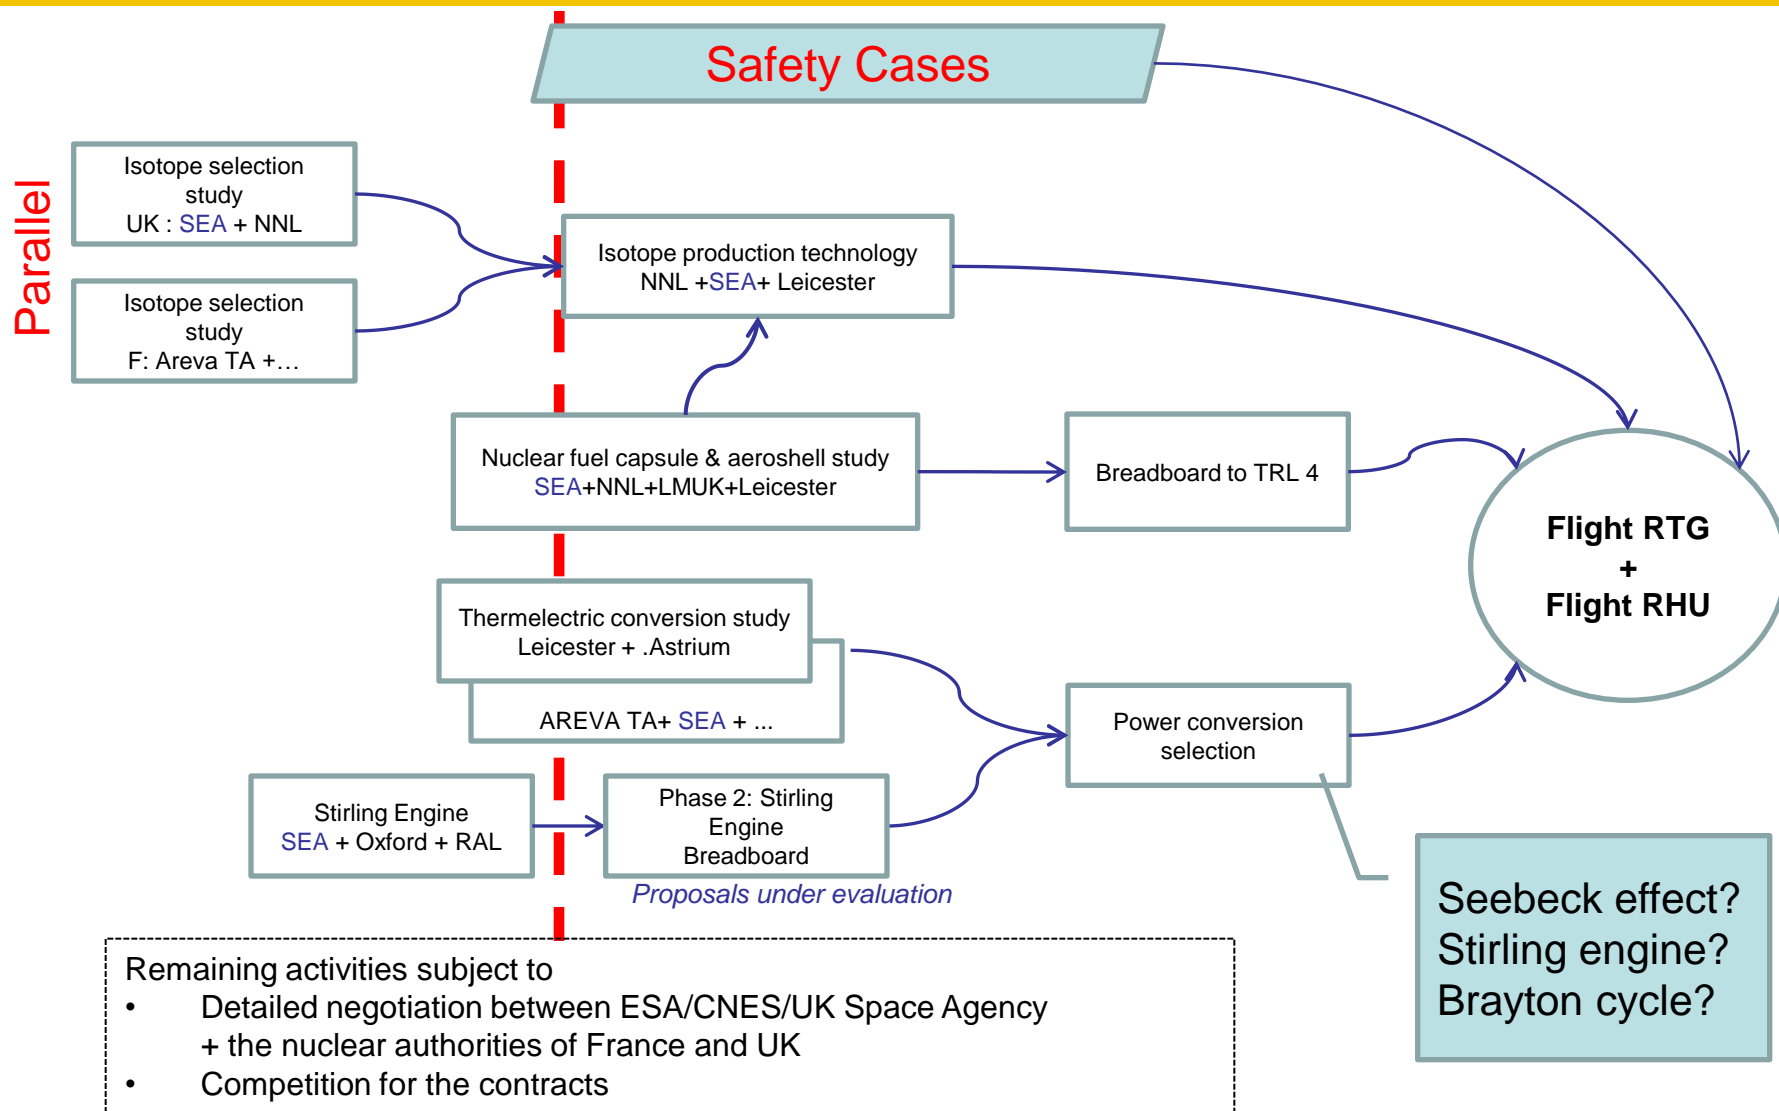 Safety Cases
Parallel
Isotope selection
study
UK : SEA + NNL
Isotope selection
study
F: Areva TA +…
Isotope production technology
NNL +SEA+ Leicester
Nuclear fuel capsule & aeroshell study
SEA+NNL+LMUK+Leicester
Breadboard to TRL 4
Flight RTG
+
Flight RHU
Thermelectric conversion study
Leicester + .Astrium
AREVA TA+ SEA + ...
Power conversion
selection
Stirling Engine
SEA + Oxford + RAL
Phase 2: Stirling
Engine
Breadboard
Proposals under evaluation
Seebeck effect?
Stirling engine?
Brayton cycle?
Remaining activities subject to
• Detailed negotiation between ESA/CNES/UK Space Agency
+ the nuclear authorities of France and UK
• Competition for the contracts